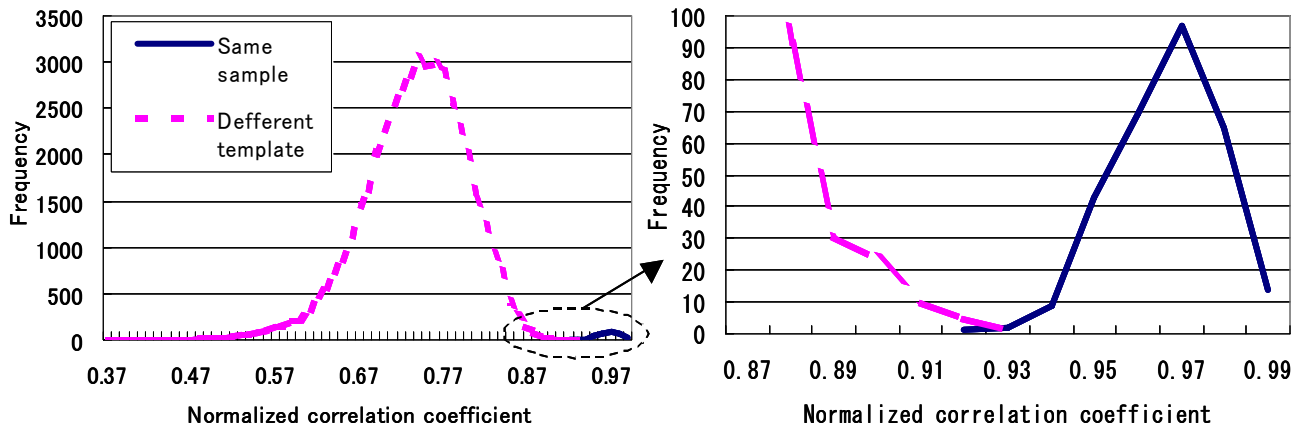 3500
3000
2500
2000
1500
1000
500
0
Frequency
Same
sample
Defferent
template
0.37 0.47 0.57 0.67 0.77 0.87 0.97
Normalized correlation coefficient
100
90
80
70
60
50
40
30
20
10
0
Frequency
0.87 0.89 0.91 0.93 0.95 0.97 0.99
Normalized correlation coefficient